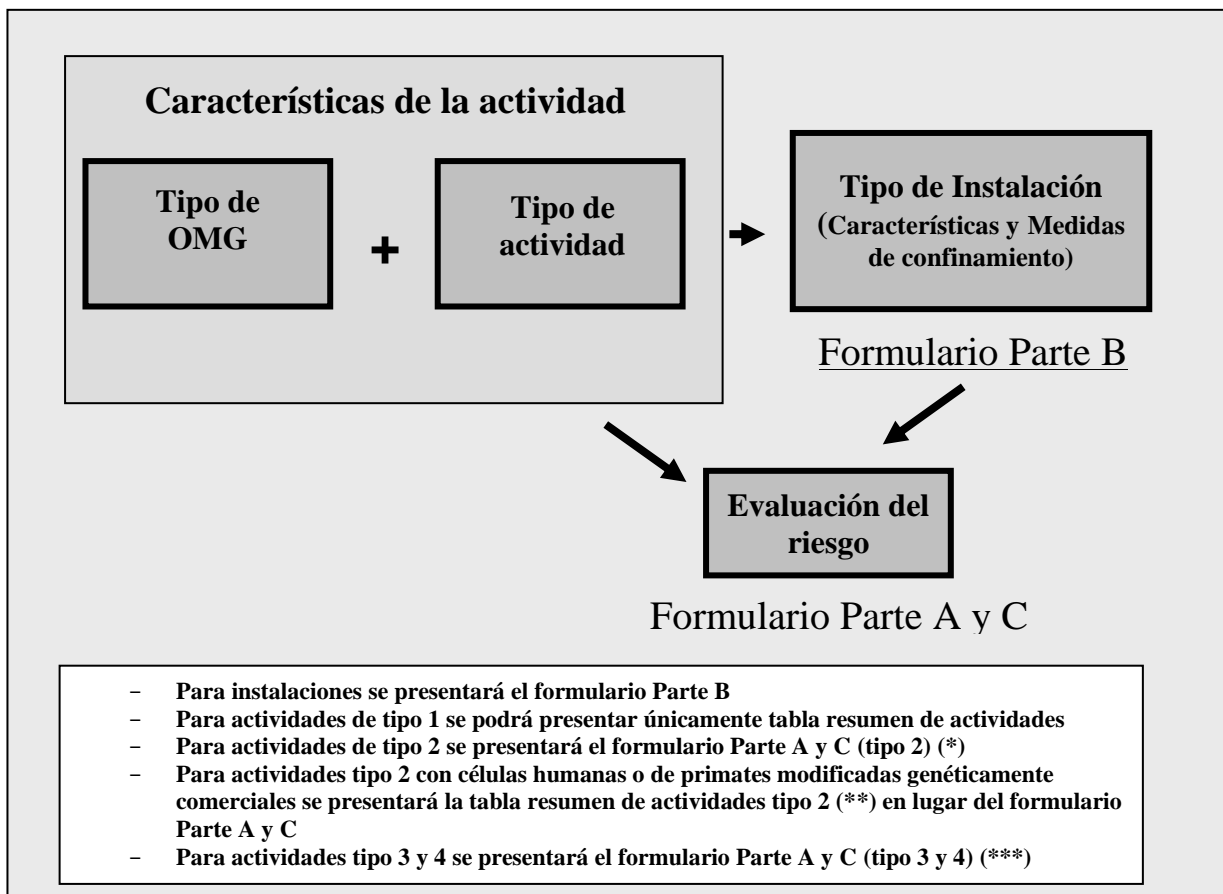 Características de la actividad
Tipo de
OMG
+
Tipo de
actividad
Tipo de Instalación
(Características y Medidas
de confinamiento)
Formulario Parte B
Evaluación del
riesgo
Formulario Parte A y C
- Para instalaciones se presentará el formulario Parte B
- Para actividades de tipo 1 se podrá presentar únicamente tabla resumen de actividades
- Para actividades de tipo 2 se presentará el formulario Parte A y C (tipo 2) (*)
- Para actividades tipo 2 con células humanas o de primates modificadas genéticamente
comerciales se presentará la tabla resumen de actividades tipo 2 (**) en lugar del formulario
Parte A y C
- Para actividades tipo 3 y 4 se presentará el formulario Parte A y C (tipo 3 y 4) (***)